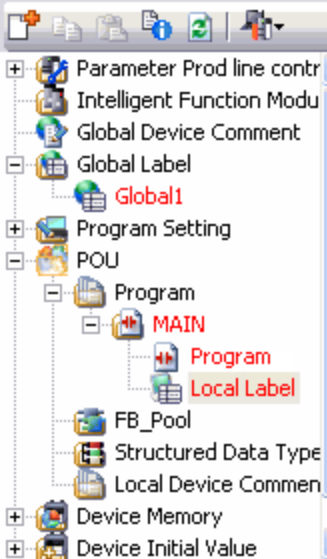 Parameter Prod line contr
Intelligent Function Modu
Global Device Comment
Global Label
Global1
Program Setting
POU
Program
MAIN
Program
Local Label
FB_Pool
Structured Data Type
Local Device Commen
Device Memory
Device Initial Value